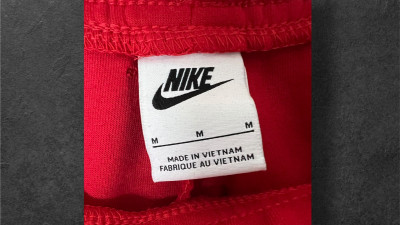 NIKE
M M M
MADE IN VIETNAM
FABRIQUE AU VIETNAM